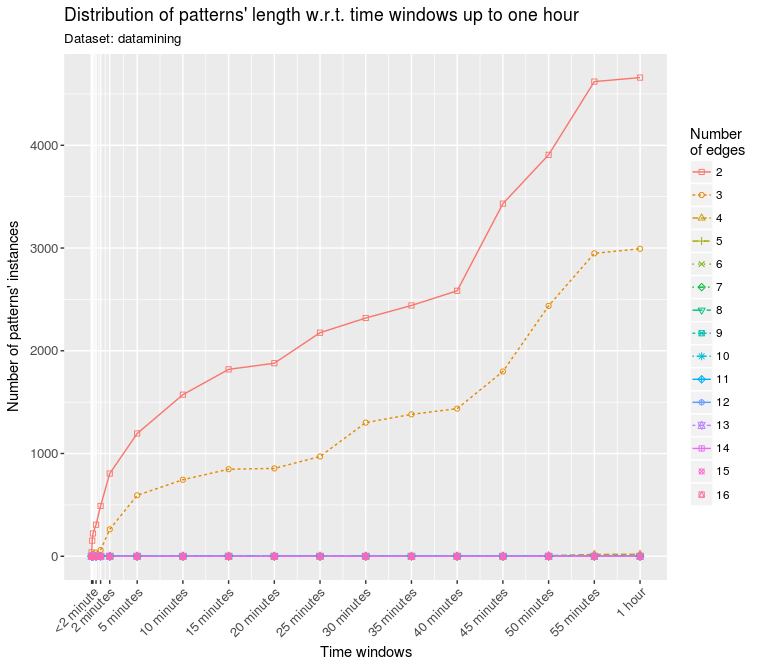 Distribution of patterns' length w.r.t. time windows up to one hour
Dataset: datamining
Number of patterns' instances
4000
3000
2000
1000
0
<2 minute
2 minutes
5 minutes
10 minutes
15 minutes
20 minutes
25 minutes
30 minutes
35 minutes
40 minutes
45 minutes
50 minutes
55 minutes
1 hour
Time windows
Number
of edges
2
3
4
5
6
7
8
9
10
11
12
13
14
15
16